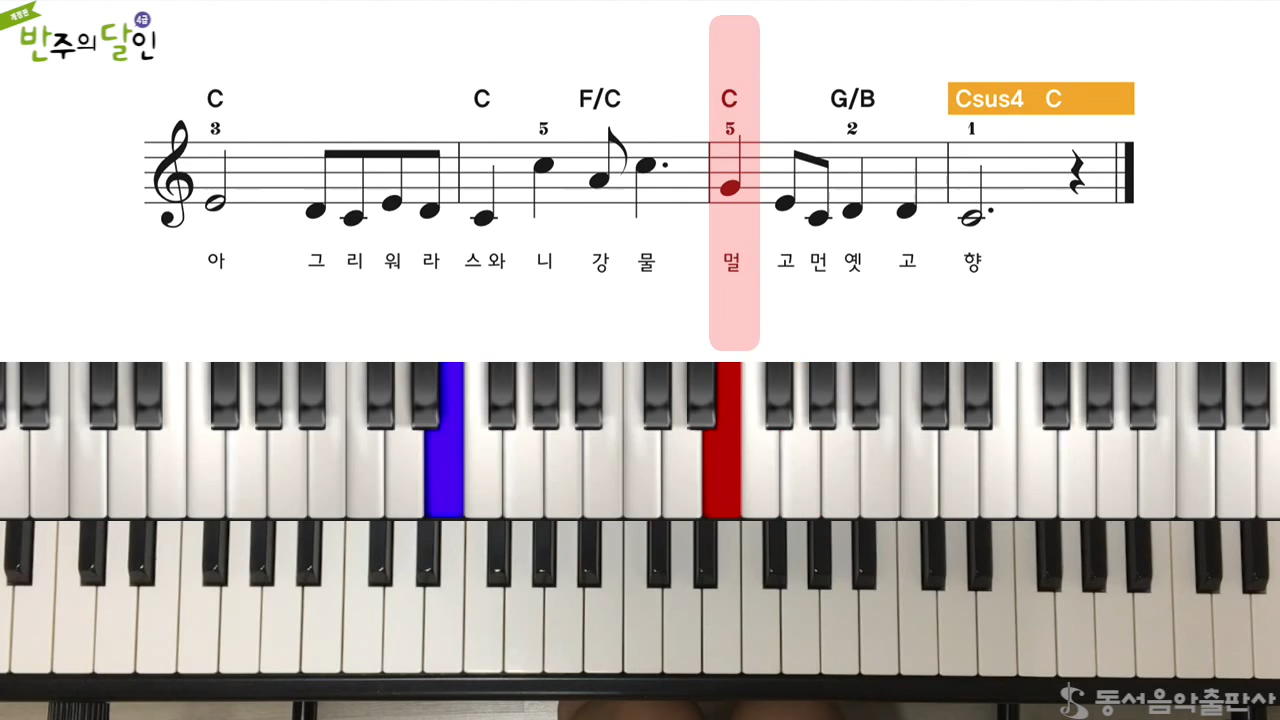 개정판
4급
반주의달인
C C F/C C G/B Csus4 C
3 5 5 2 1
아 그 리 워 라 스 와 니 강 물 멀 고 먼 옛 고 향
동서음악출판사